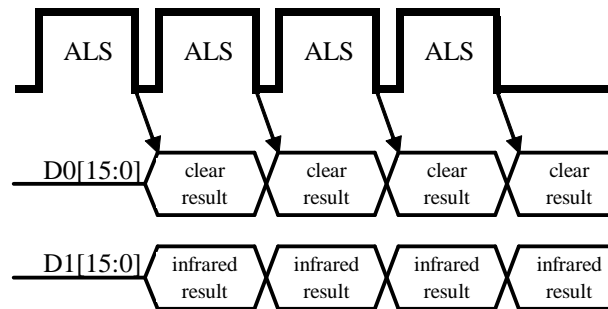 ALS ALS ALS ALS
D0[15:0] clear clear clear clear
result result result result
D1[15:0] infrared infrared infrared infrared
result result result result